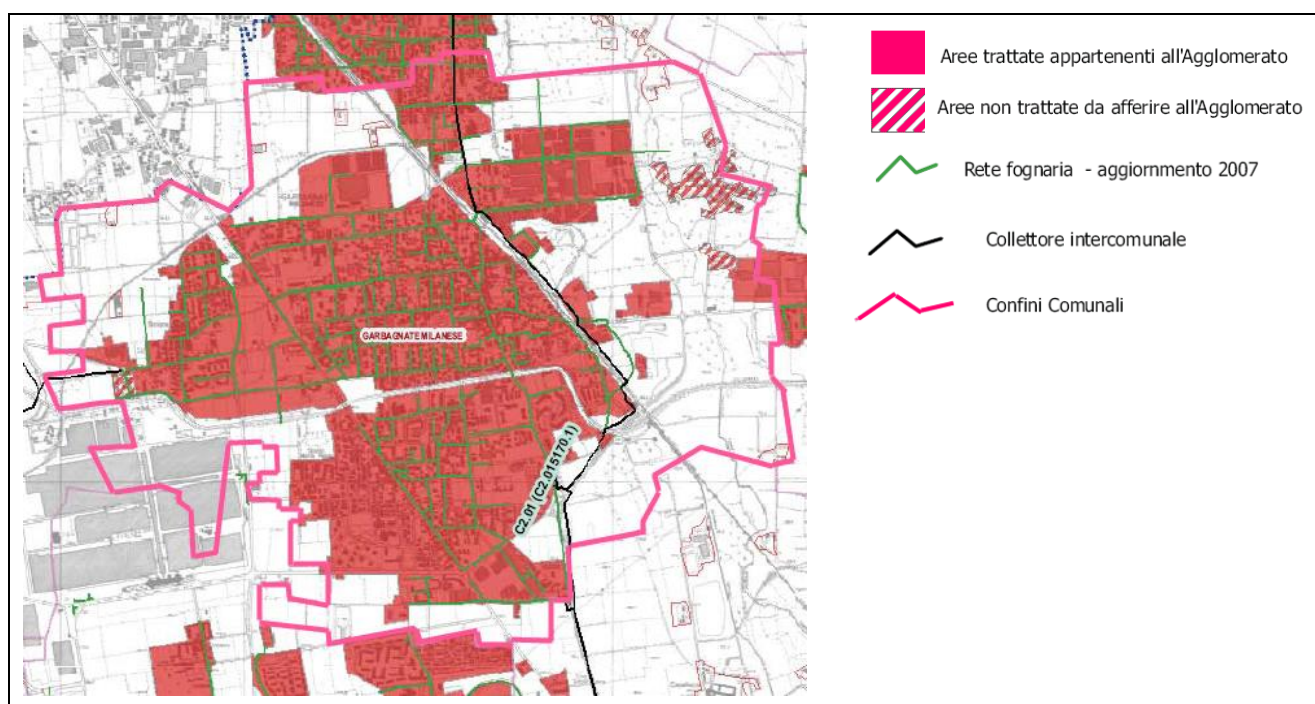 Aree trattate appartenenti all'Agglomerato
Aree non trattate da afferire all'Agglomerato
Rete fognaria - aggiornmento 2007
Collettore intercomunale
Confini Comunali
GARBAGNATE MILANESE
C2.01 (C2.015170.1)